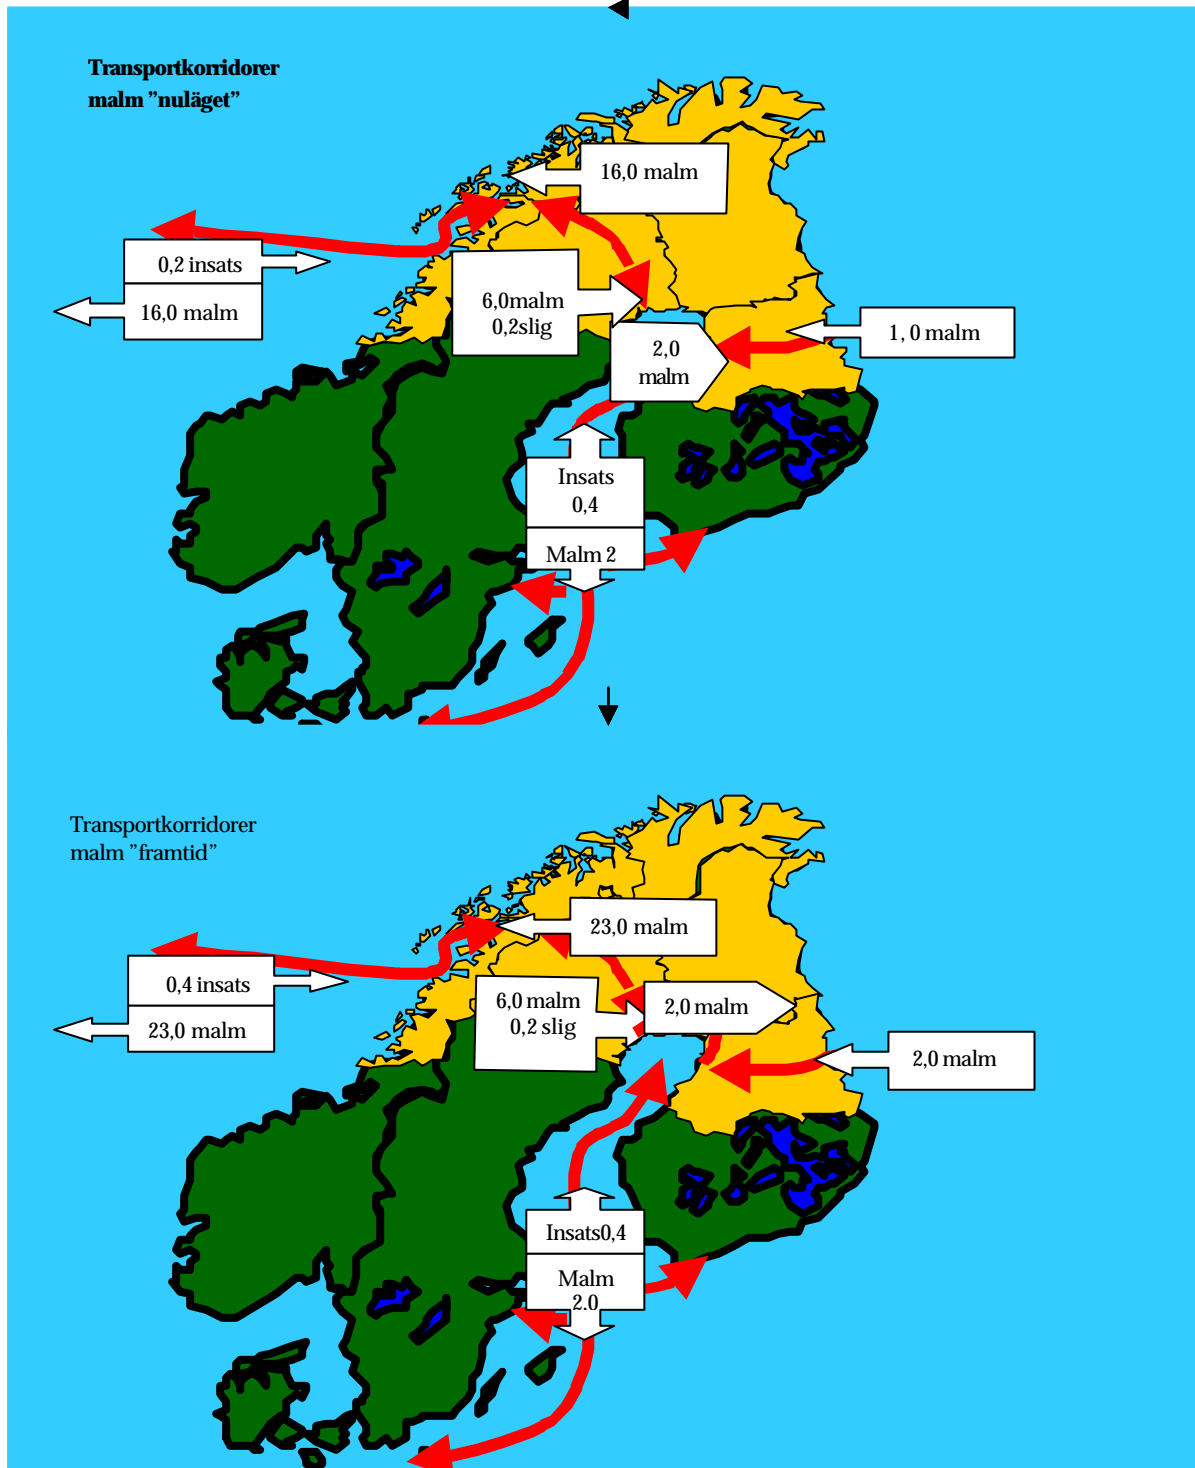 Transportkorridorer
malm ”nuläget”
16,0 malm
0,2 insats
16,0 malm
6,0malm
0,2slig
2,0
malm
1, 0 malm
Insats
0,4
Malm 2
Transportkorridorer
malm ”framtid”
23,0 malm
0,4 insats
23,0 malm
6,0 malm
0,2 slig
2,0 malm
2,0 malm
Insats0,4
Malm
2.0